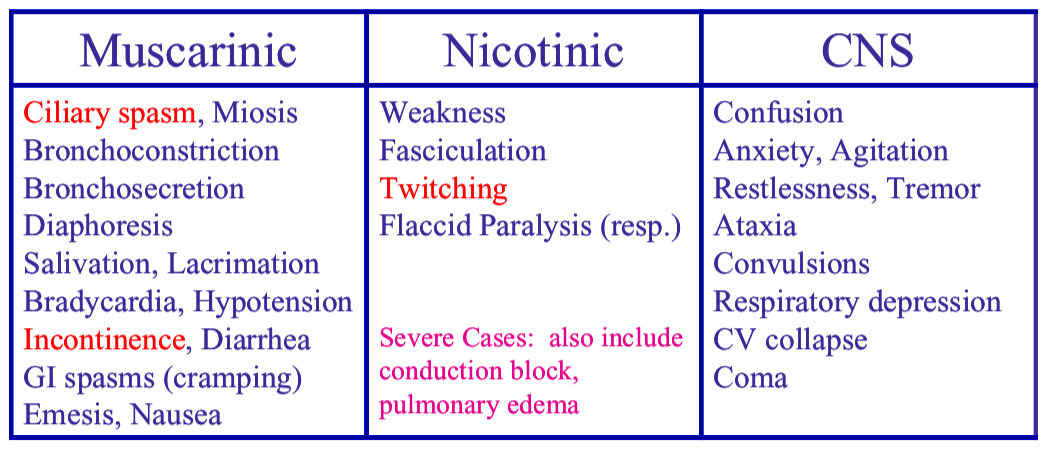 Muscarinic
Ciliary spasm, Miosis
Bronchoconstriction
Bronchosecretion
Diaphoresis
Salivation, Lacrimation
Bradycardia, Hypotension
Incontinence, Diarrhea
GI spasms (cramping)
Emesis, Nausea
Nicotinic
Weakness
Fasciculation
Twitching
Flaccid Paralysis (resp.)
Severe Cases:  also include
conduction block,
pulmonary edema
CNS
Confusion
Anxiety, Agitation
Restlessness, Tremor
Ataxia
Convulsions
Respiratory depression
CV collapse
Coma